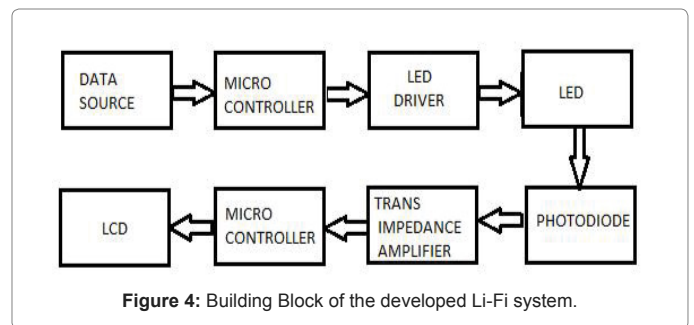 DATA
SOURCE
MICRO
CONTROLLER
LED
DRIVER
LED
LCD
MICRO
CONTROLLER
TRANS
IMPEDANCE
AMPLIFIER
PHOTODIODE
Figure 4: Building Block of the developed Li-Fi system.